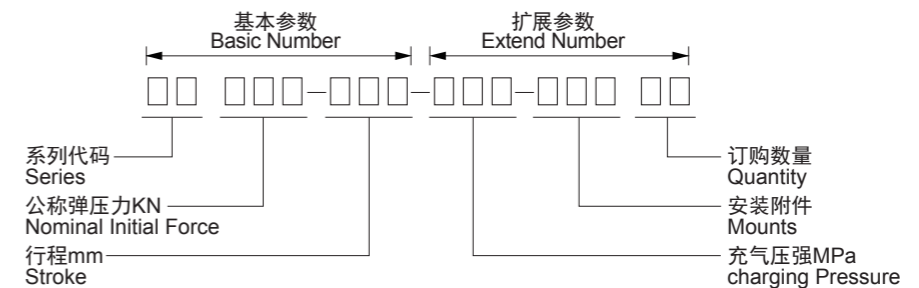 基本参数
Basic Number
扩展参数
Extend Number
□□ □□□-□□□-□□□-□□□ □□
系列代码
Series
公称弹压力KN
Nominal Initial Force
行程mm
Stroke
订购数量
Quantity
安装附件
Mounts
充气压强MPa
charging Pressure